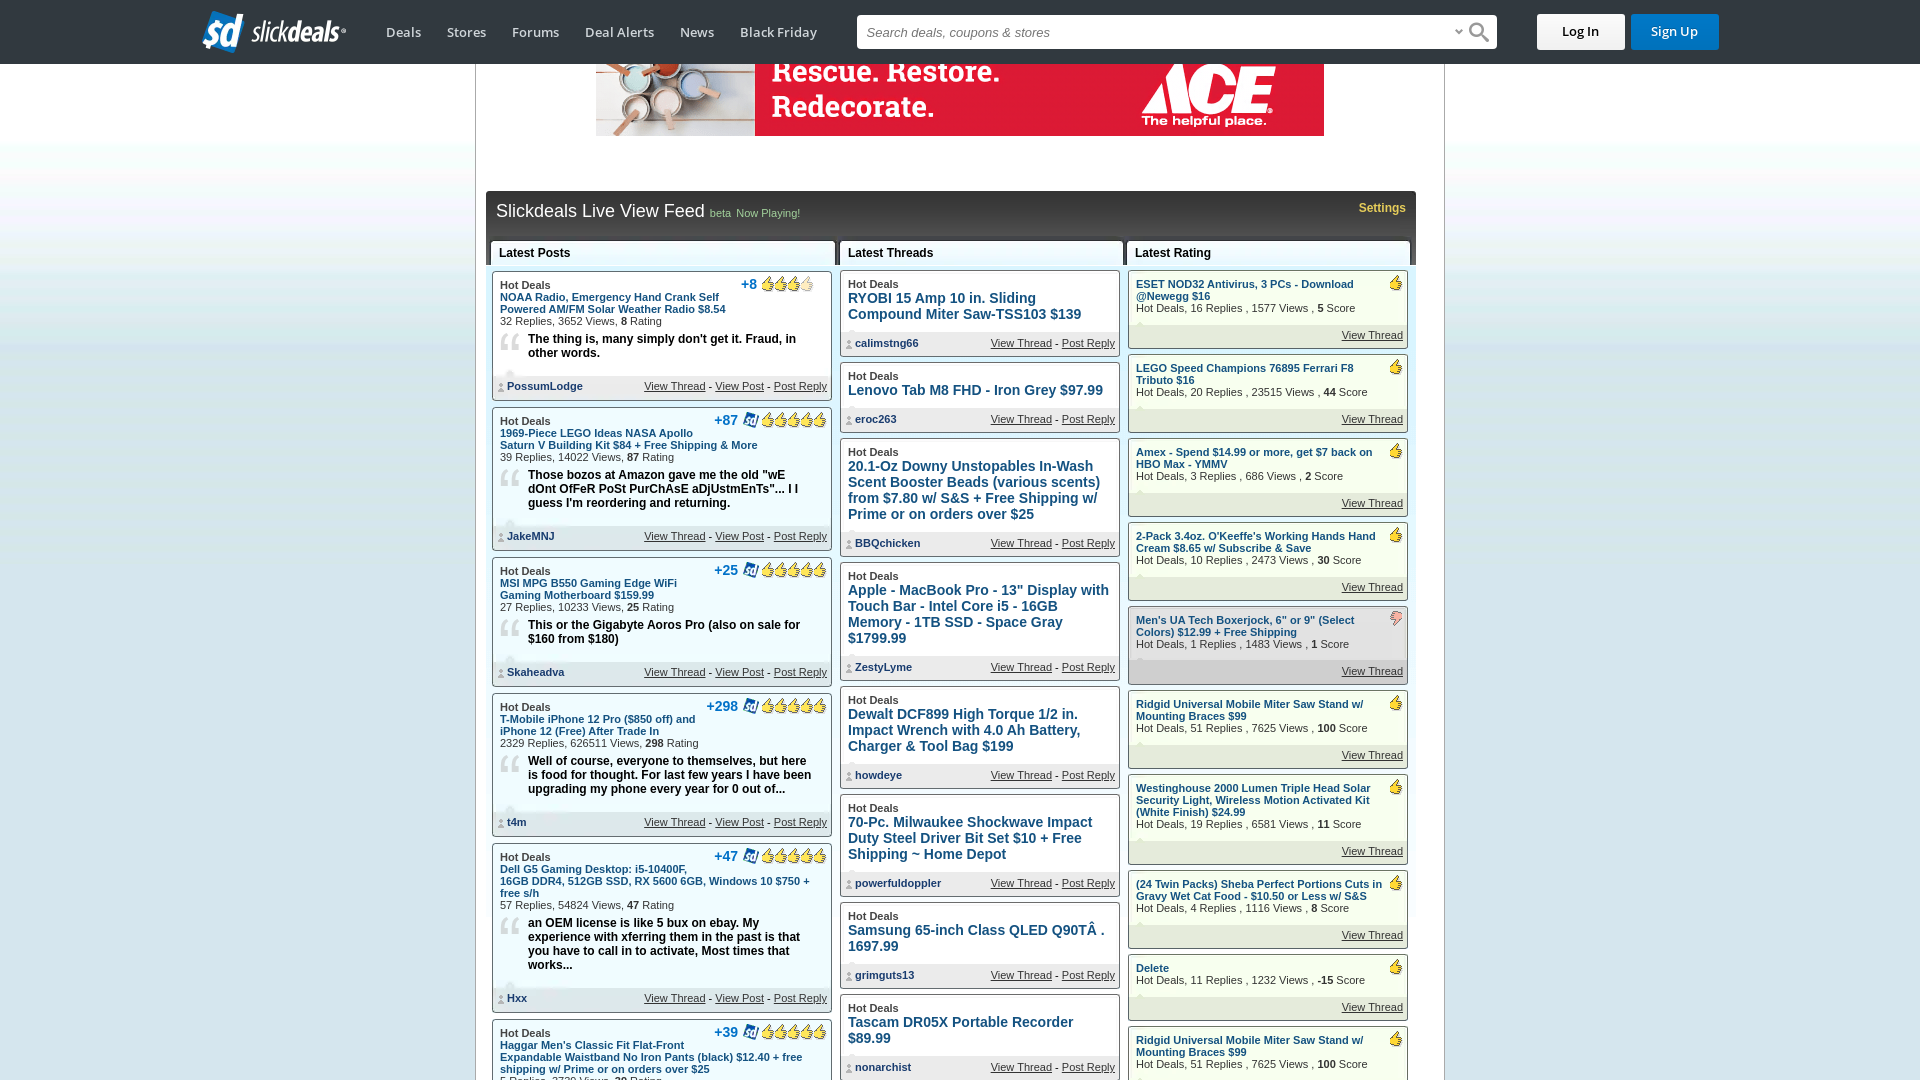 slickdeals
Deals
Stores
Forums
Deal Alerts
News
Black Friday
Search deals, coupons & stores
Log In
Sign Up
Rescue. Restore.
Redecorate.
ACE
The helpful place.
Slickdeals Live View Feed beta Now Playing!
Settings
Latest Posts
Hot Deals
+8
NOAA Radio, Emergency Hand Crank Self
Powered AM/FM Solar Weather Radio $8.54
32 Replies, 3652 Views, 8 Rating
The thing is, many simply don't get it. Fraud, in
other words.
PossumLodge
View Thread - View Post - Post Reply
Hot Deals
+87
1969-Piece LEGO Ideas NASA Apollo
Saturn V Building Kit $84 + Free Shipping & More
39 Replies, 14022 Views, 87 Rating
Those bozos at Amazon gave me the old "wE
dOnt OfFeR PoSt PurChAsE aDjUstmEnTs"... I I
guess I'm reordering and returning.
JakeMNJ
View Thread - View Post - Post Reply
Hot Deals
+25
MSI MPG B550 Gaming Edge WiFi
Gaming Motherboard $159.99
27 Replies, 10233 Views, 25 Rating
This or the Gigabyte Aoros Pro (also on sale for
$160 from $180)
Skaheadva
View Thread - View Post - Post Reply
Hot Deals
+298
T-Mobile iPhone 12 Pro ($850 off) and
iPhone 12 (Free) After Trade In
2329 Replies, 626511 Views, 298 Rating
Well of course, everyone to themselves, but here
is food for thought. For last few years I have been
upgrading my phone every year for 0 out of...
t4m
View Thread - View Post - Post Reply
Hot Deals
+47
Dell G5 Gaming Desktop: i5-10400F,
16GB DDR4, 512GB SSD, RX 5600 6GB, Windows 10 $750 +
free s/h
57 Replies, 54824 Views, 47 Rating
an OEM license is like 5 bux on ebay. My
experience with xferring them in the past is that
you have to call in to activate, Most times that
works...
Hxx
View Thread - View Post - Post Reply
Hot Deals
+39
Haggar Men's Classic Fit Flat-Front
Expandable Waistband No Iron Pants (black) $12.40 + free
shipping w/ Prime or on orders over $25
Latest Threads
Hot Deals
RYOBI 15 Amp 10 in. Sliding
Compound Miter Saw-TSS103 $139
calimstng66
View Thread - Post Reply
Hot Deals
Lenovo Tab M8 FHD - Iron Grey $97.99
eroc263
View Thread - Post Reply
Hot Deals
20.1-Oz Downy Unstopables In-Wash
Scent Booster Beads (various scents)
from $7.80 w/ S&S + Free Shipping w/
Prime or on orders over $25
BBQchicken
View Thread - Post Reply
Hot Deals
Apple - MacBook Pro - 13" Display with
Touch Bar - Intel Core i5 - 16GB
Memory - 1TB SSD - Space Gray
$1799.99
ZestyLyme
View Thread - Post Reply
Hot Deals
Dewalt DCF899 High Torque 1/2 in.
Impact Wrench with 4.0 Ah Battery,
Charger & Tool Bag $199
howdeye
View Thread - Post Reply
Hot Deals
70-Pc. Milwaukee Shockwave Impact
Duty Steel Driver Bit Set $10 + Free
Shipping ~ Home Depot
powerfuldoppler
View Thread - Post Reply
Hot Deals
Samsung 65-inch Class QLED Q90TÂ .
1697.99
grimguts13
View Thread - Post Reply
Hot Deals
Tascam DR05X Portable Recorder
$89.99
nonarchist
View Thread - Post Reply
Latest Rating
ESET NOD32 Antivirus, 3 PCs - Download
@Newegg $16
Hot Deals, 16 Replies , 1577 Views , 5 Score
View Thread
LEGO Speed Champions 76895 Ferrari F8
Tributo $16
Hot Deals, 20 Replies , 23515 Views , 44 Score
View Thread
Amex - Spend $14.99 or more, get $7 back on
HBO Max - YMMV
Hot Deals, 3 Replies , 686 Views , 2 Score
View Thread
2-Pack 3.4oz. O'Keeffe's Working Hands Hand
Cream $8.65 w/ Subscribe & Save
Hot Deals, 10 Replies , 2473 Views , 30 Score
View Thread
Men's UA Tech Boxerjock, 6" or 9" (Select
Colors) $12.99 + Free Shipping
Hot Deals, 1 Replies , 1483 Views , 1 Score
View Thread
Ridgid Universal Mobile Miter Saw Stand w/
Mounting Braces $99
Hot Deals, 51 Replies , 7625 Views , 100 Score
View Thread
Westinghouse 2000 Lumen Triple Head Solar
Security Light, Wireless Motion Activated Kit
(White Finish) $24.99
Hot Deals, 19 Replies , 6581 Views , 11 Score
View Thread
(24 Twin Packs) Sheba Perfect Portions Cuts in
Gravy Wet Cat Food - $10.50 or Less w/ S&S
Hot Deals, 4 Replies , 1116 Views , 8 Score
View Thread
Delete
Hot Deals, 11 Replies , 1232 Views , -15 Score
View Thread
Ridgid Universal Mobile Miter Saw Stand w/
Mounting Braces $99
Hot Deals, 51 Replies , 7625 Views , 100 Score